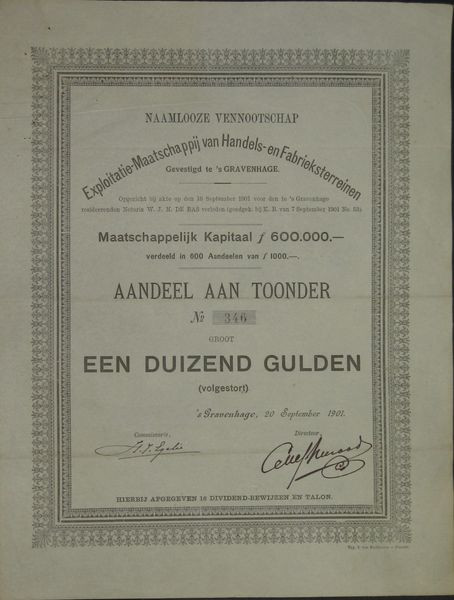 NAAMLOOZE VENNOOTSCHAP
Exploitatie-Maatschappij van Handels- en Fabrieksterreinen
Gevestigd te 's GRAVENHAGE.
Opgericht bij akte op den 18 September 1901 voor den te 's Gravenhage
resideerenden Notaris W. J. M. DE BAS verleden (goedgek. bij K. B. van 7 September 1901 No. 53).
Maatschappelijk Kapitaal f 600.000.—
verdeeld in 600 Aandeelen van f 1000.—.
AANDEEL AAN TOONDER
No 346
GROOT
EEN DUIZEND GULDEN
(volgestort).
's Gravenhage, 20 September 1901.
Commissaris, Directeur,
HIERBIJ AFGEGEVEN 18 DIVIDEND-BEWIJZEN EN TALON.